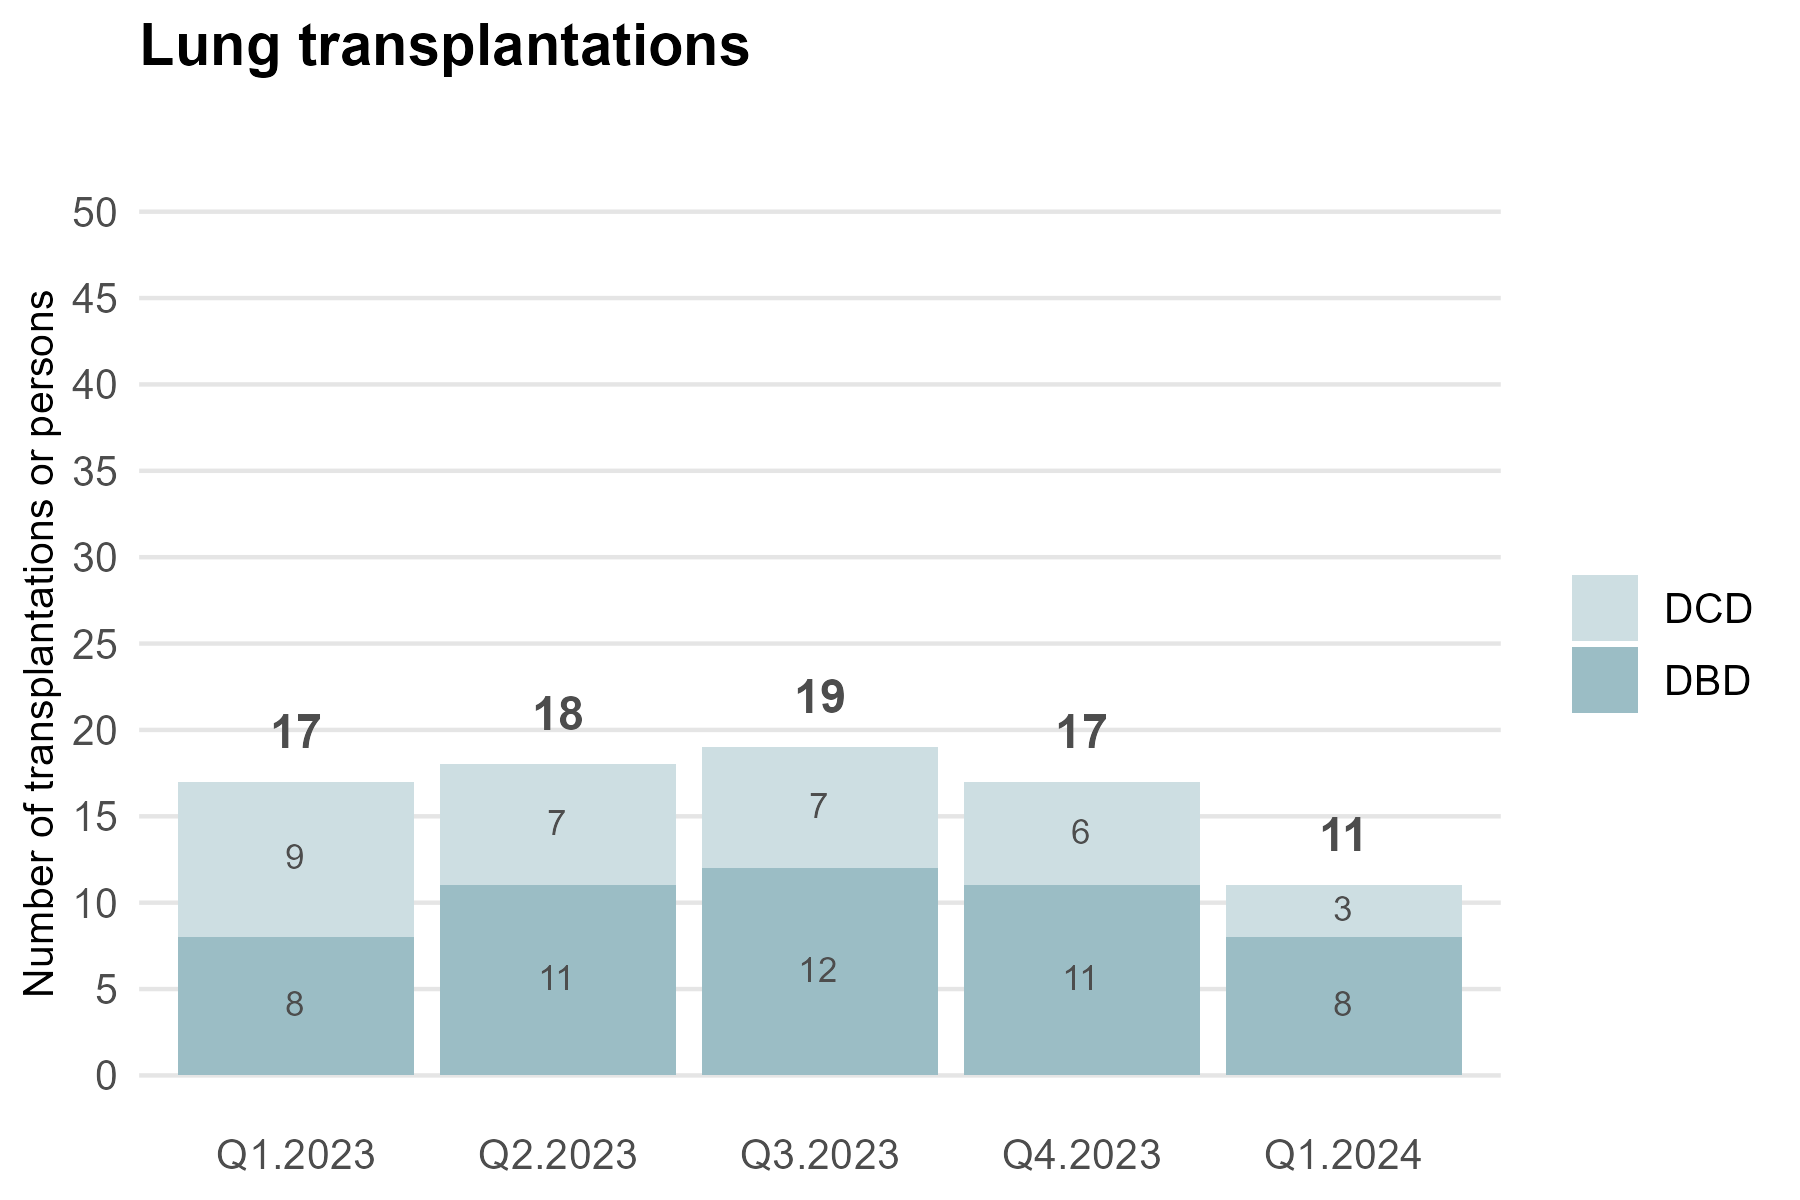 Lung transplantations
Number of transplantations or persons
50
45
40
35
30
25
20
15
10
5
0
17
18
19
17
11
9
7
7
6
3
8
11
12
11
8
Q1.2023
Q2.2023
Q3.2023
Q4.2023
Q1.2024
DCD
DBD